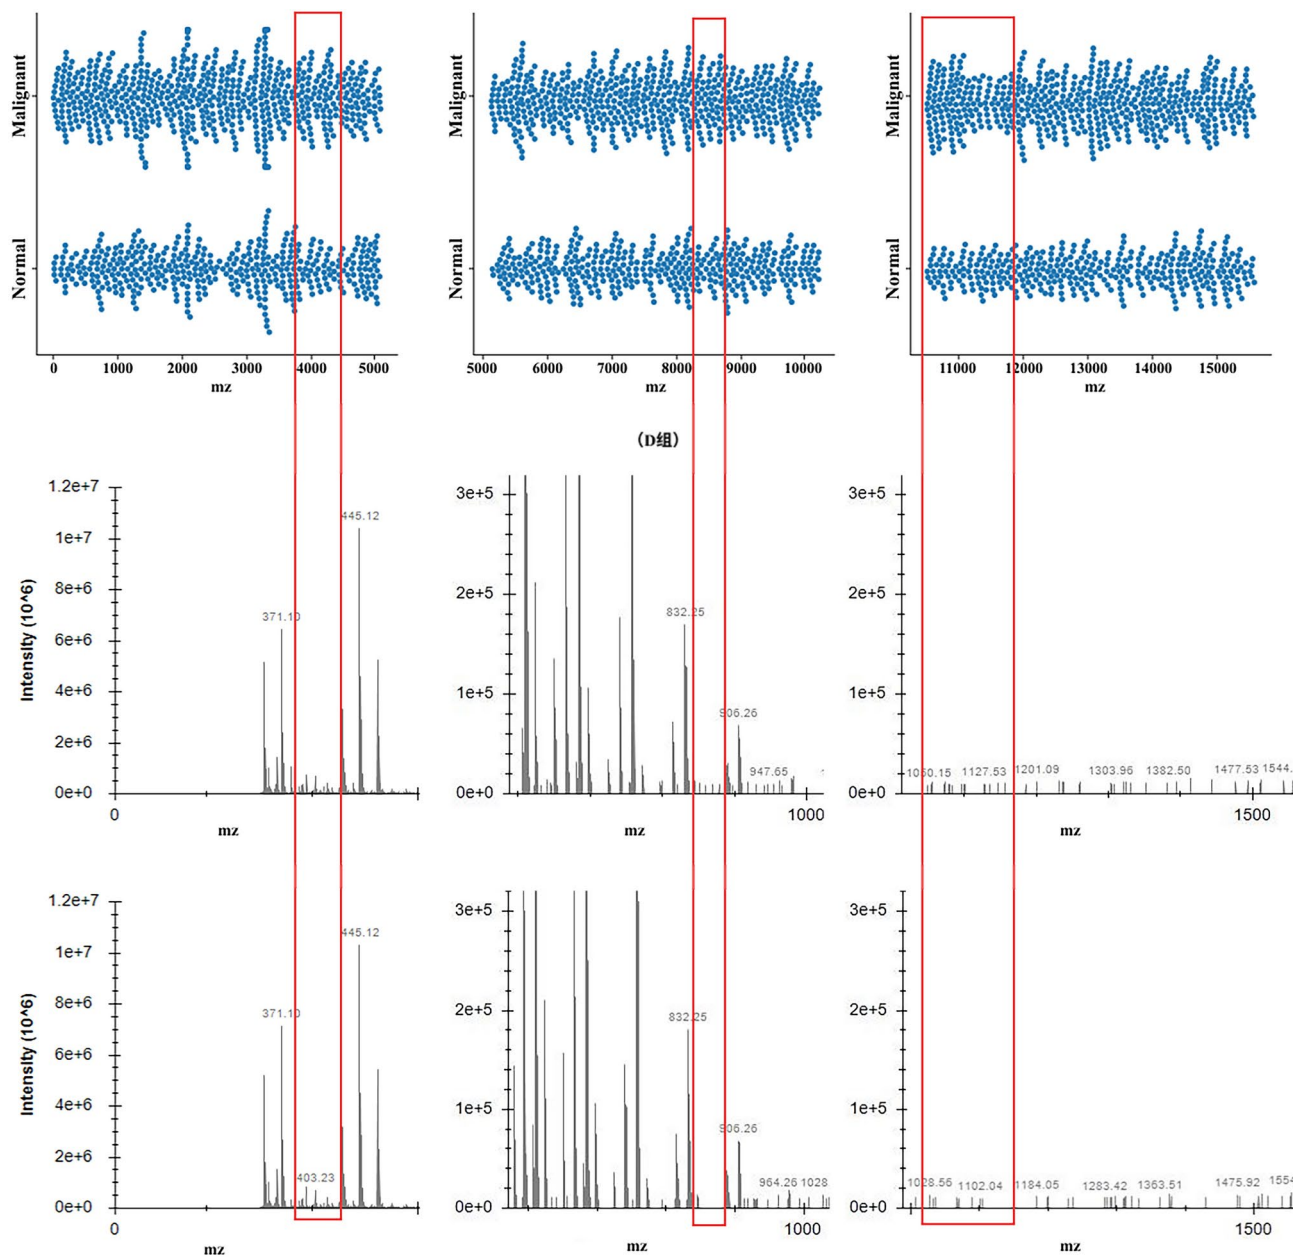 Malignant
Normal
0 1000 2000 3000 4000 5000
mz
Malignant
Normal
5000 6000 7000 8000 9000 10000
mz
Malignant
Normal
11000 12000 13000 14000 15000
mz
(D组)
1.2e+7
1e+7
8e+6
6e+6
4e+6
2e+6
0e+0
Intensity (10^6)
445.12
371.10
0
mz
3e+5
2e+5
1e+5
0e+0
832.25
906.26
947.65
1000
mz
3e+5
2e+5
1e+5
0e+0
1050.15 1127.53 1201.09 1303.96 1382.50 1477.53 1544.
1500
mz
1.2e+7
1e+7
8e+6
6e+6
4e+6
2e+6
0e+0
Intensity (10^6)
445.12
371.10
403.23
0
mz
3e+5
2e+5
1e+5
0e+0
832.25
906.26
964.26 1028
1000
mz
3e+5
2e+5
1e+5
0e+0
1028.56 1102.04 1184.05 1283.42 1363.51 1475.92 1554
1500
mz